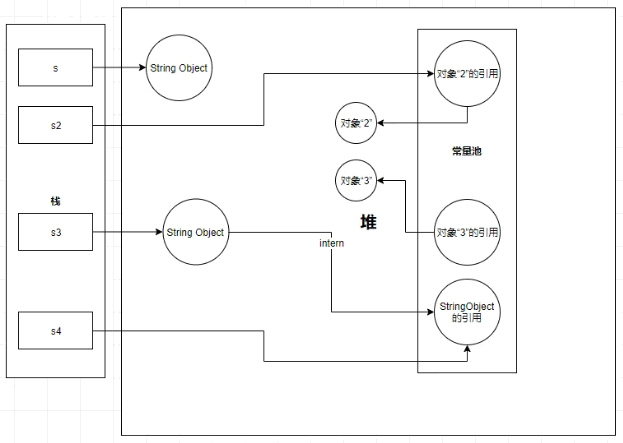 s
String Object
对象“2”的引用
s2
对象“2”
常量池
对象“3”
栈
堆
s3
String Object
intern
对象“3”的引用
StringObject
的引用
s4